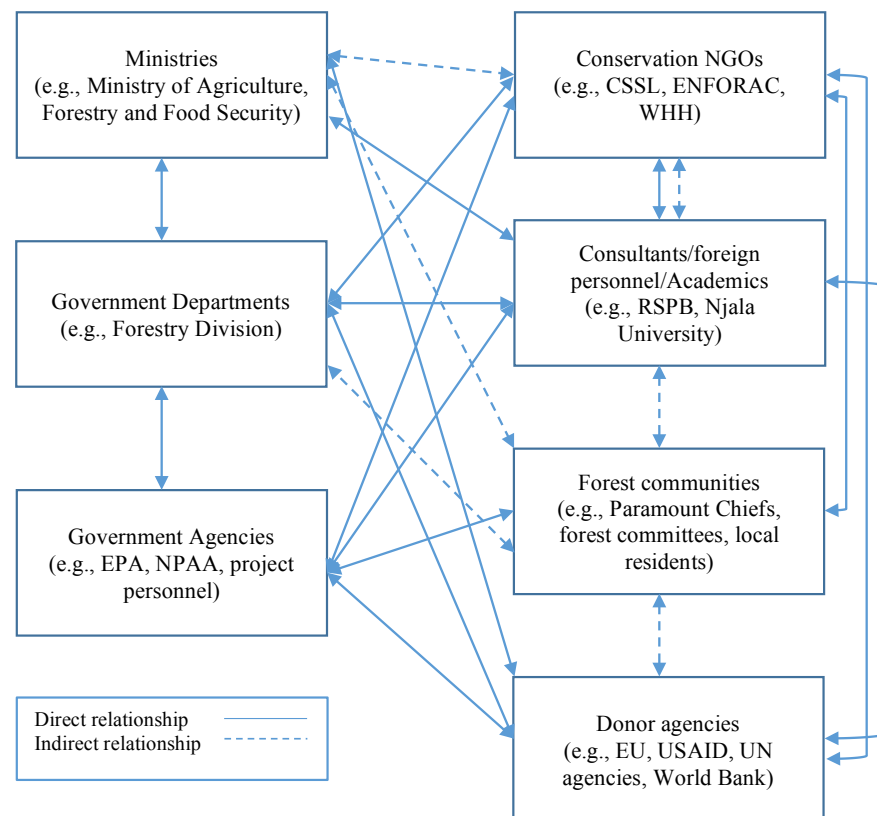 Ministries
(e.g., Ministry of Agriculture,
Forestry and Food Security)
Conservation NGOs
(e.g., CSSL, ENFORAC,
WHH)
Government Departments
(e.g., Forestry Division)
Consultants/foreign
personnel/Academics
(e.g., RSPB, Njala
University)
Government Agencies
(e.g., EPA, NPAA, project
personnel)
Forest communities
(e.g., Paramount Chiefs,
forest committees, local
residents)
Donor agencies
(e.g., EU, USAID, UN
agencies, World Bank)
Direct relationship
Indirect relationship